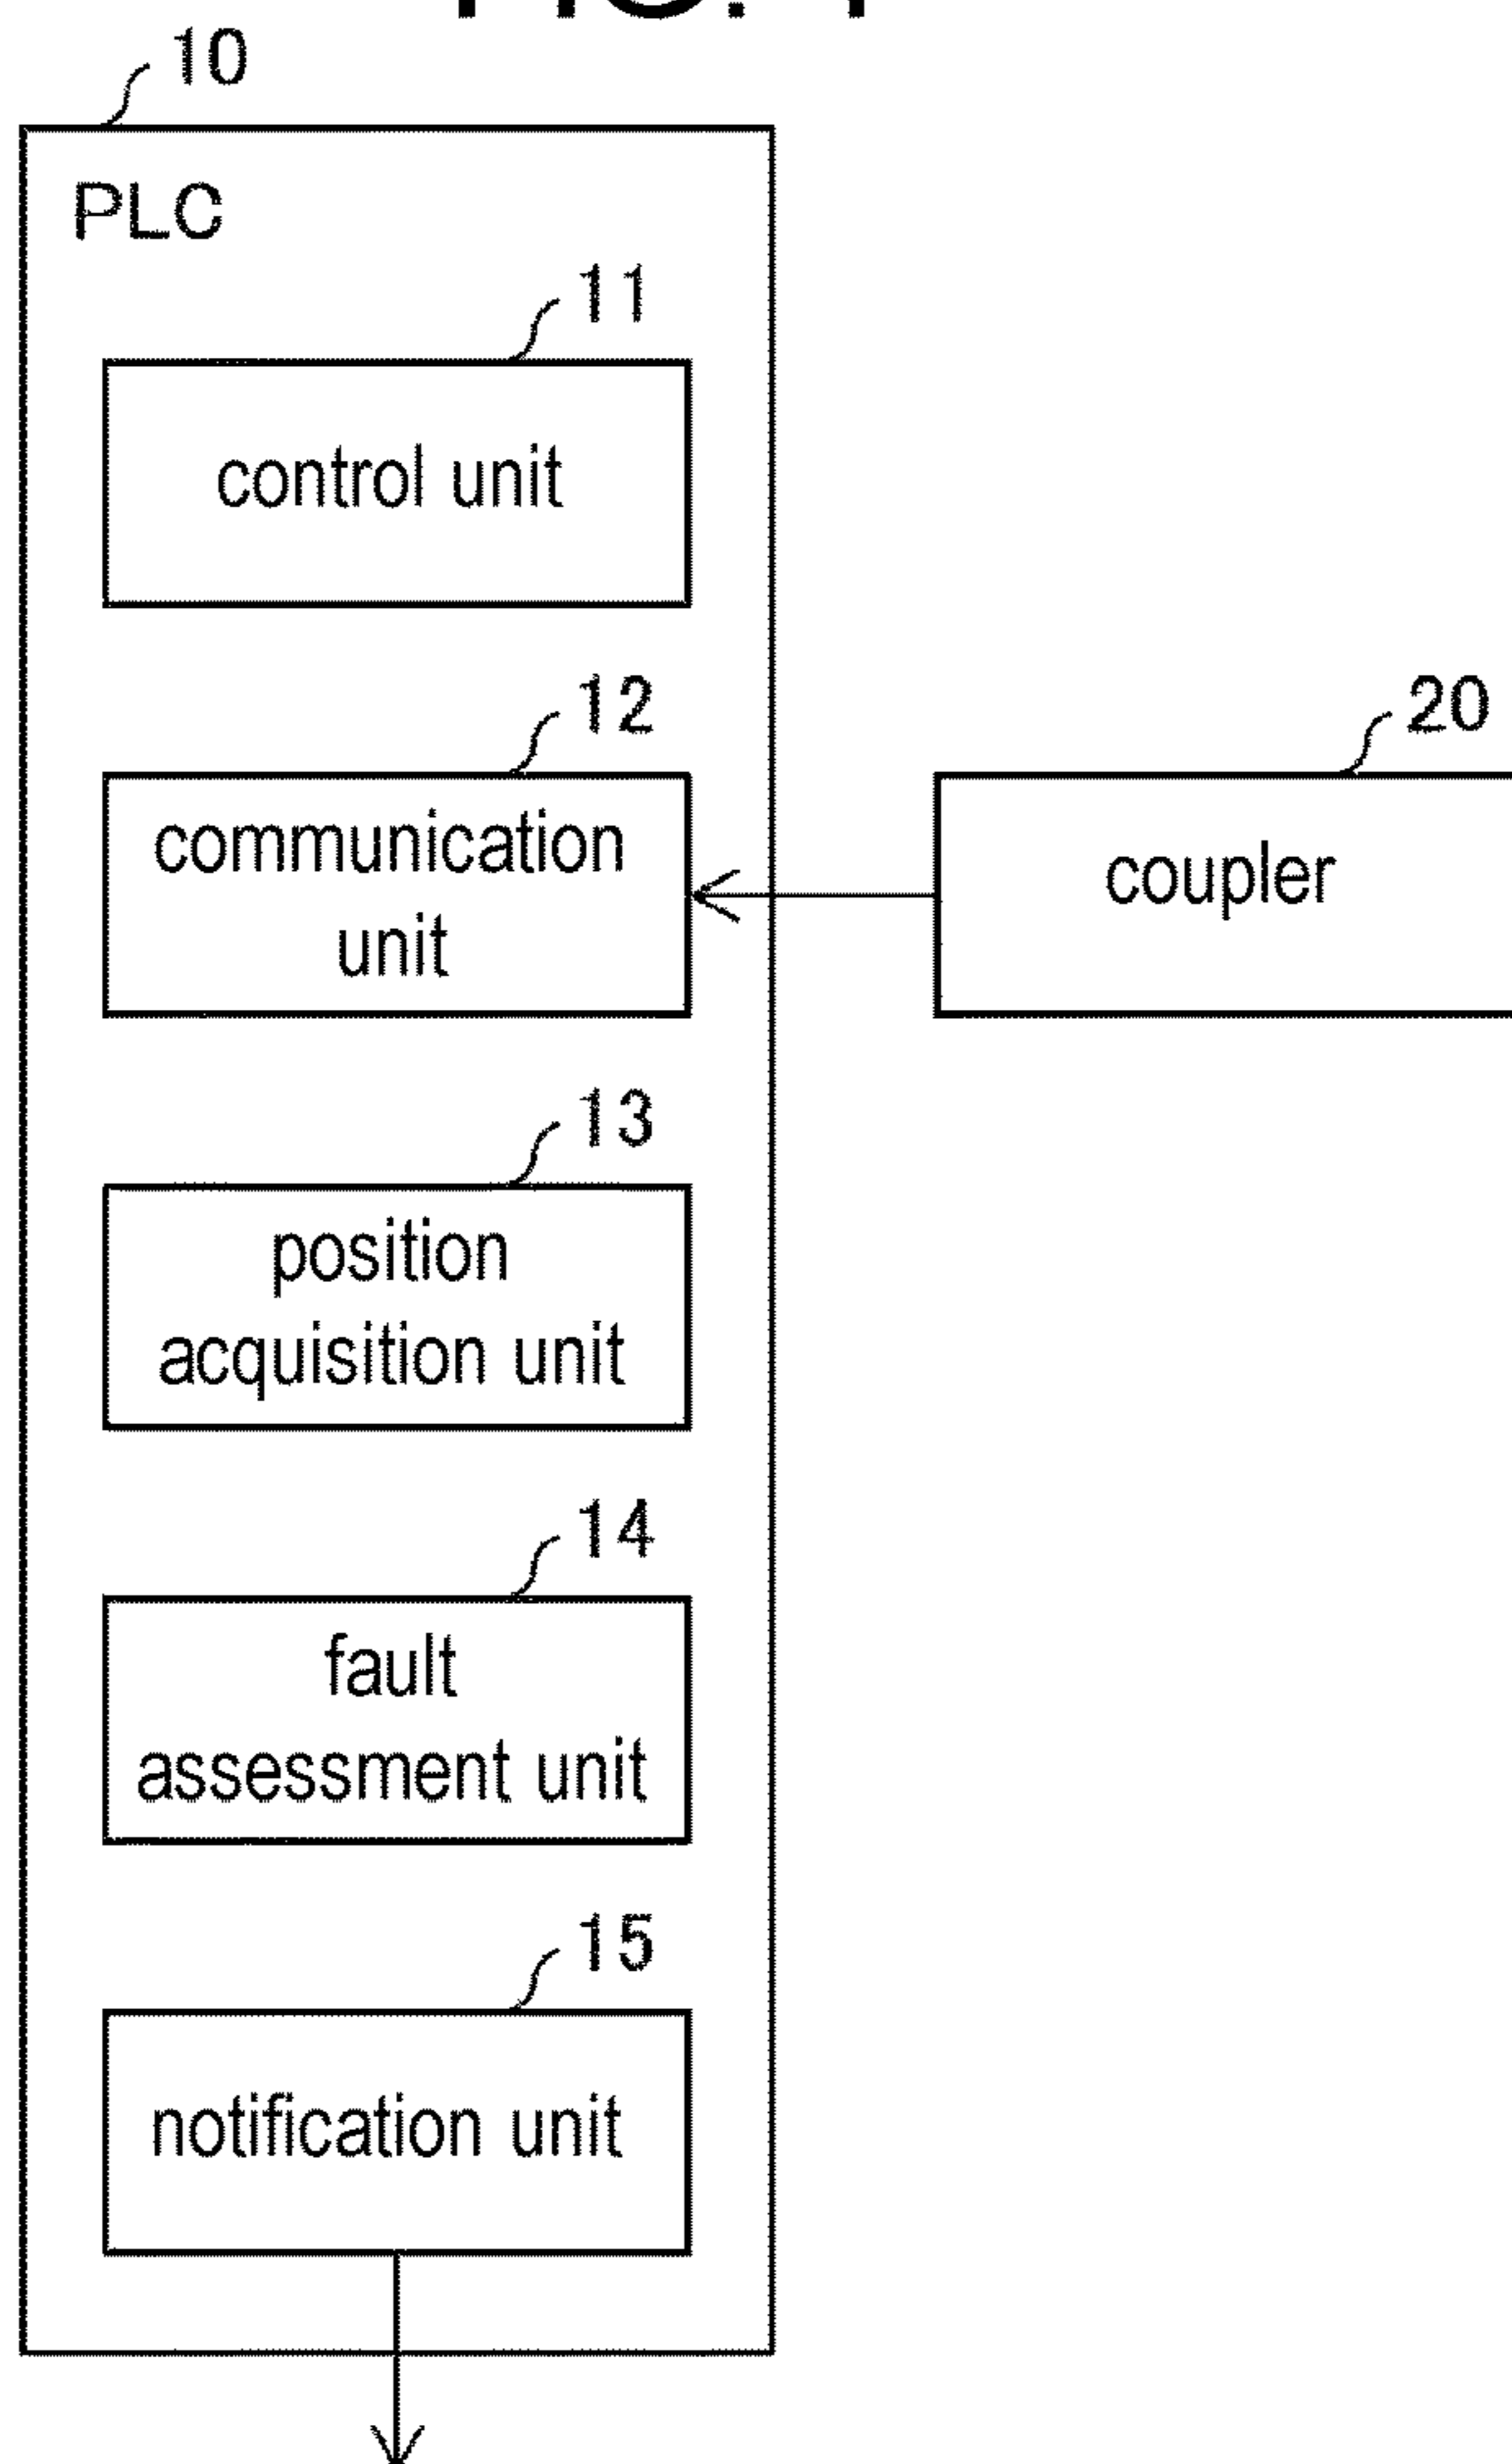 10
PLC
11
control unit
12
communication
unit
20
coupler
13
position
acquisition unit
14
fault
assessment unit
15
notification unit